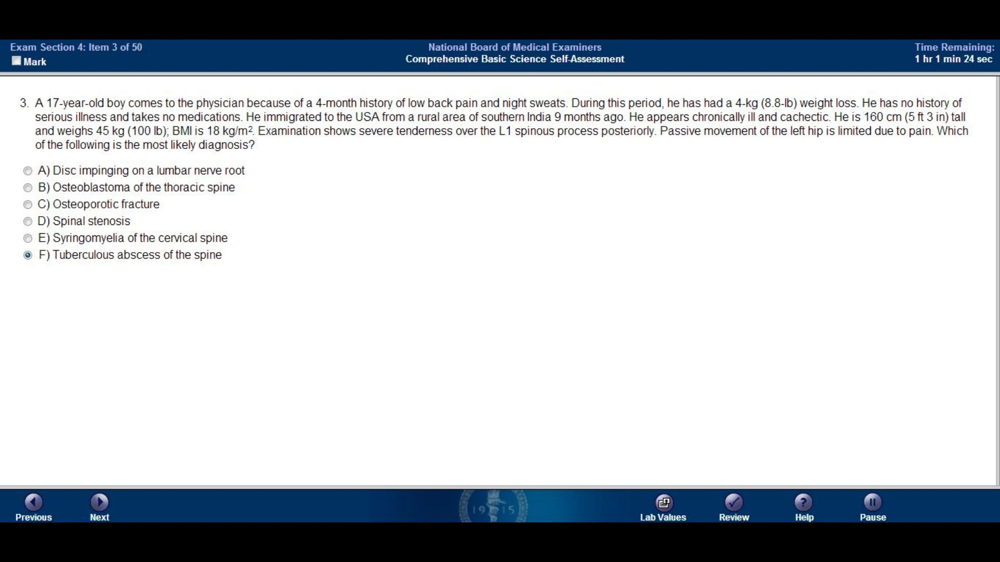 Exam Section 4: Item 3 of 50
Mark
National Board of Medical Examiners
Comprehensive Basic Science Self-Assessment
Time Remaining:
1 hr 1 min 24 sec
3. A 17-year-old boy comes to the physician because of a 4-month history of low back pain and night sweats. During this period, he has had a 4-kg (8.8-lb) weight loss. He has no history of
serious illness and takes no medications. He immigrated to the USA from a rural area of southern India 9 months ago. He appears chronically ill and cachectic. He is 160 cm (5 ft 3 in) tall
and weighs 45 kg (100 lb); BMI is 18 kg/m². Examination shows severe tenderness over the L1 spinous process posteriorly. Passive movement of the left hip is limited due to pain. Which
of the following is the most likely diagnosis?
A) Disc impinging on a lumbar nerve root
B) Osteoblastoma of the thoracic spine
C) Osteoporotic fracture
D) Spinal stenosis
E) Syringomyelia of the cervical spine
F) Tuberculous abscess of the spine
Previous
Next
1915
Lab Values
Review
Help
Pause